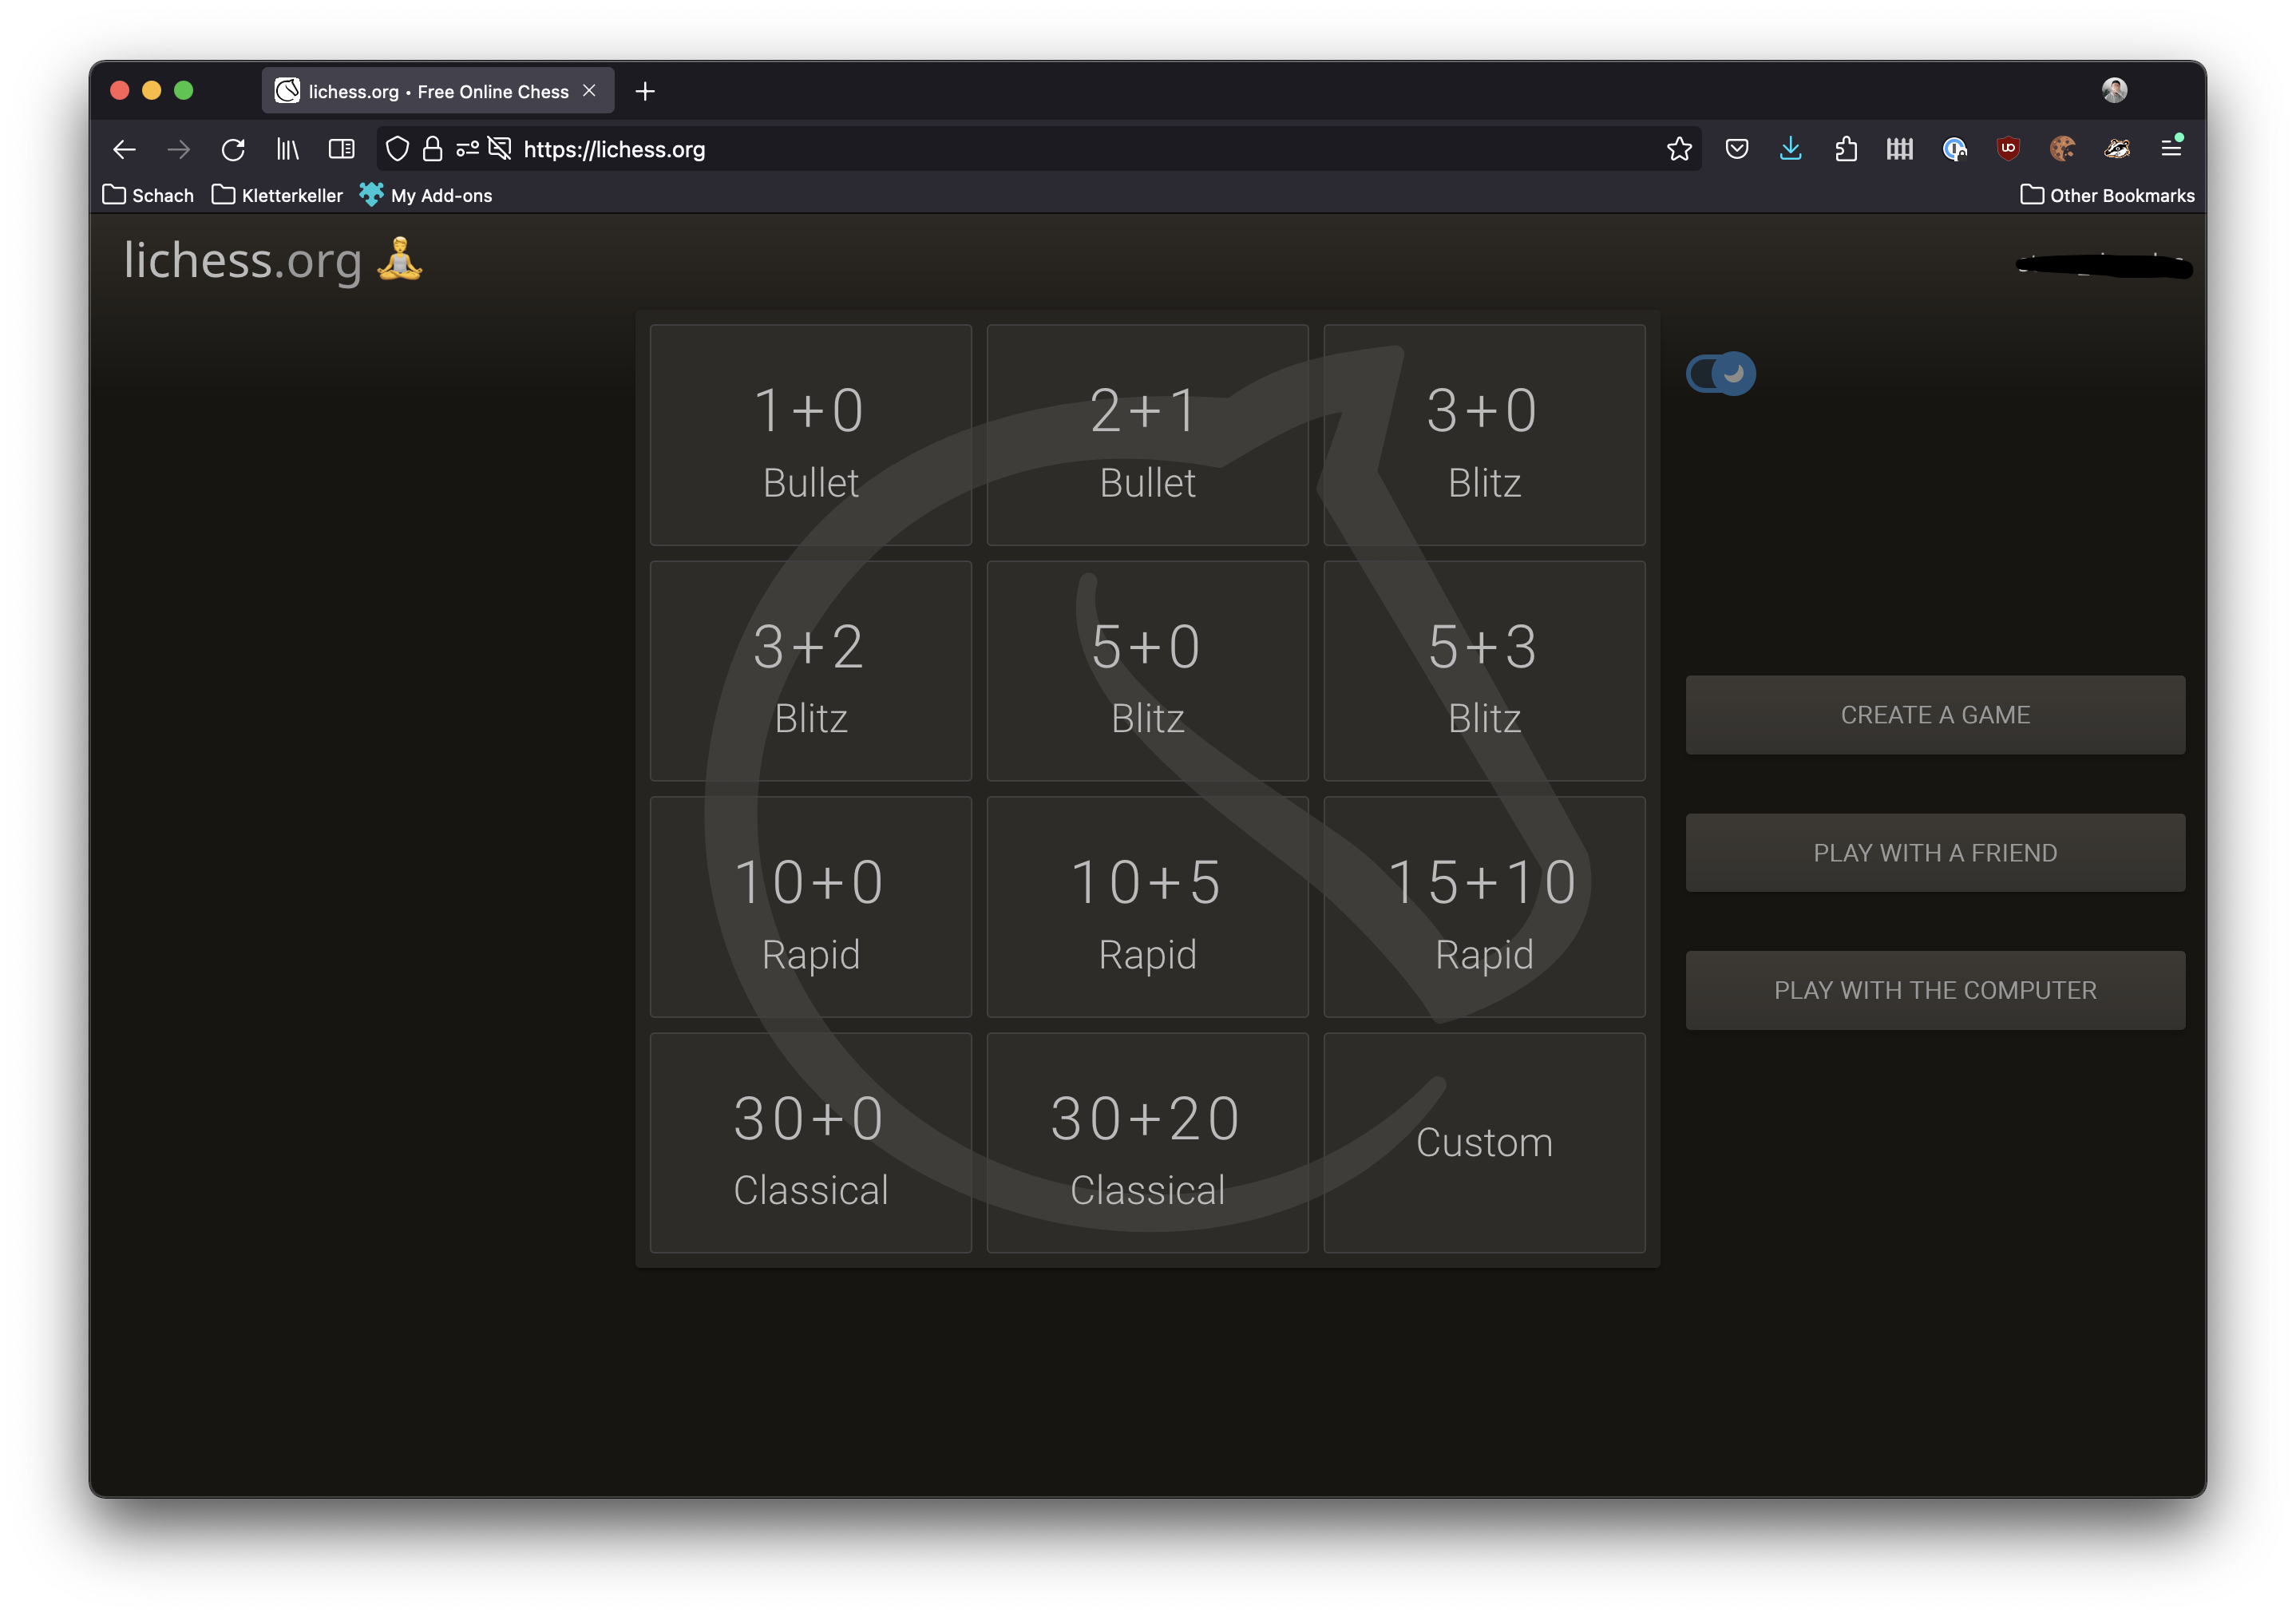 lichess.org • Free Online Chess
https://lichess.org
Schach Kletterkeller My Add-ons Other Bookmarks
lichess.org
1+0 2+1 3+0
Bullet Bullet Blitz
3+2 5+0 5+3
Blitz Blitz Blitz
10+0 10+5 15+10
Rapid Rapid Rapid
30+0 30+20
Classical Classical Custom
CREATE A GAME
PLAY WITH A FRIEND
PLAY WITH THE COMPUTER